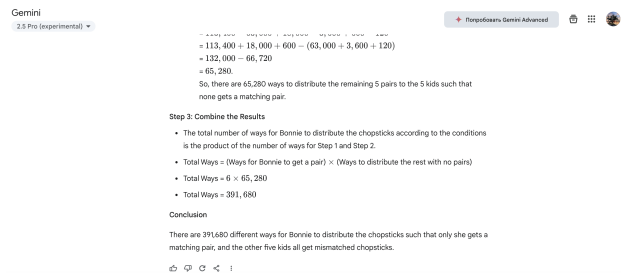 Gemini
2.5 Pro (experimental)
Попробовать Gemini Advanced
= 113,400 + 18,000 + 600 − (63,000 + 3,600 + 120)
= 132,000 − 66,720
= 65,280.
So, there are 65,280 ways to distribute the remaining 5 pairs to the 5 kids such that
none gets a matching pair.
Step 3: Combine the Results
• The total number of ways for Bonnie to distribute the chopsticks according to the conditions
is the product of the number of ways for Step 1 and Step 2.
• Total Ways = (Ways for Bonnie to get a pair) × (Ways to distribute the rest with no pairs)
• Total Ways = 6 × 65,280
• Total Ways = 391,680
Conclusion
There are 391,680 different ways for Bonnie to distribute the chopsticks such that only she gets a
matching pair, and the other five kids all get mismatched chopsticks.